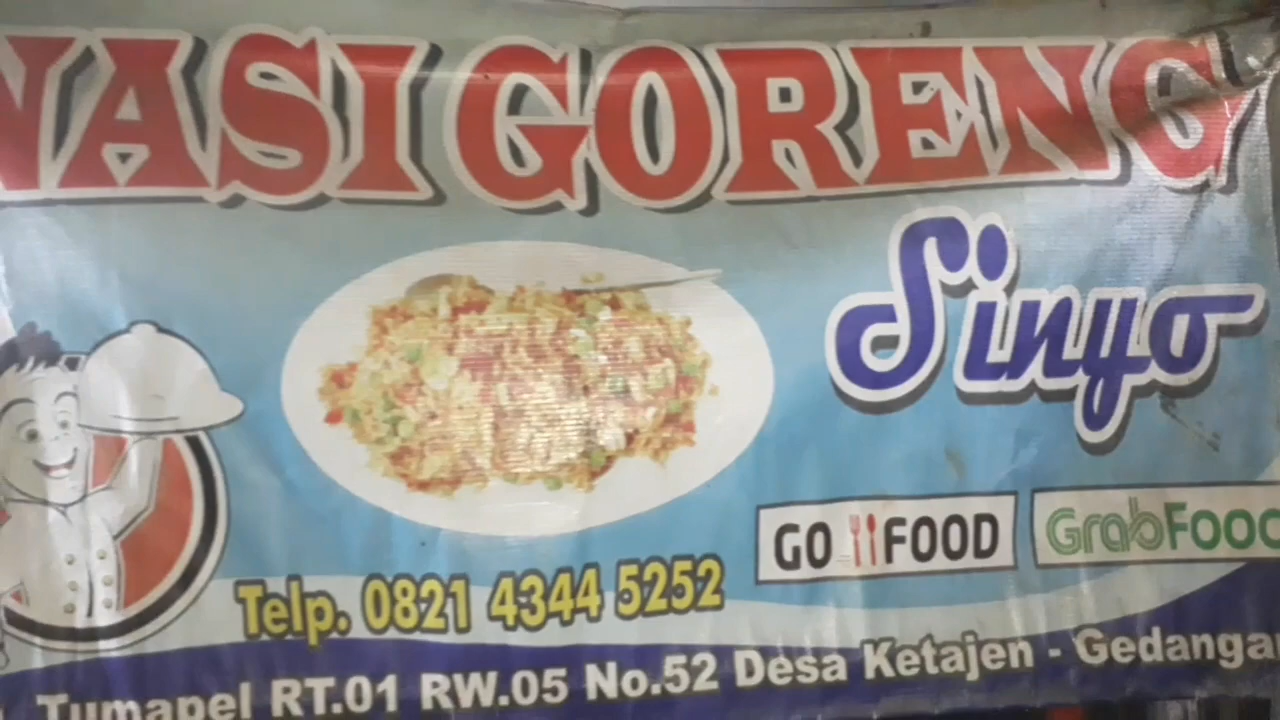 NASI GORENG
Sinyo
GO FOOD
GrabFood
Telp. 0821 4344 5252
Tumapel RT.01 RW.05 No.52 Desa Ketajen - Gedangan